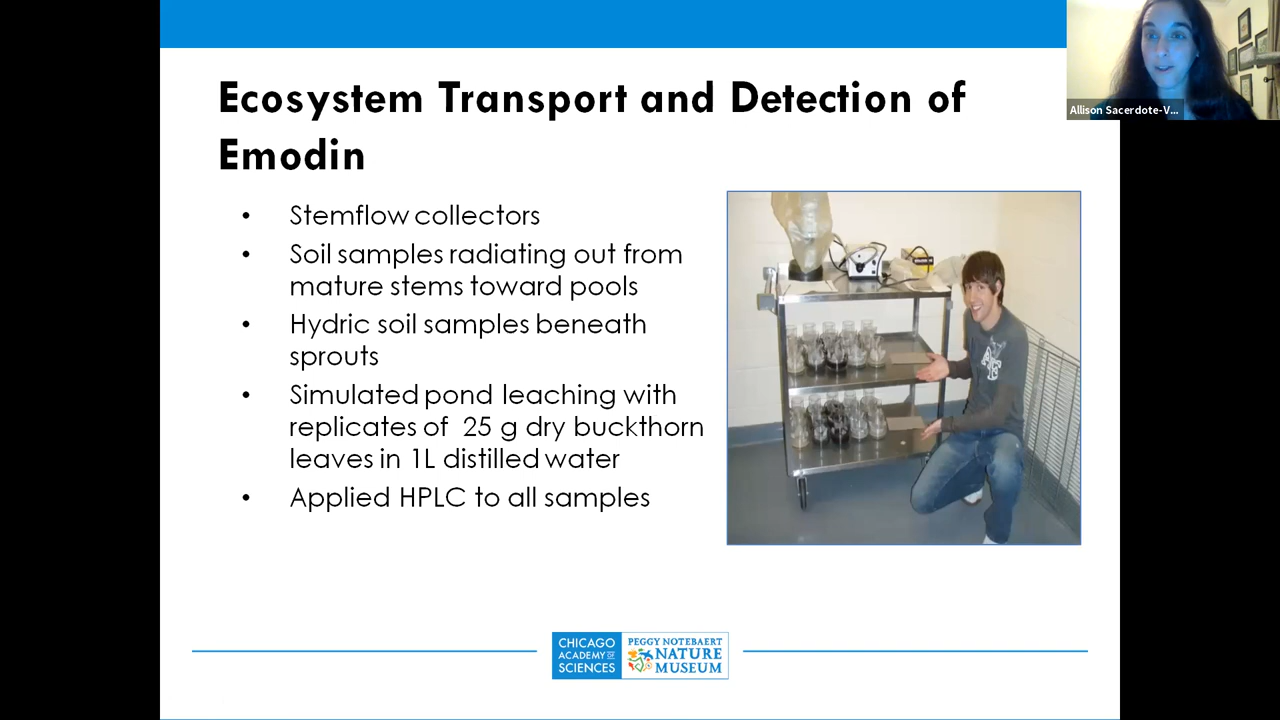 Allison Sacerdote-V...
Ecosystem Transport and Detection of
Emodin
• Stemflow collectors
• Soil samples radiating out from
mature stems toward pools
• Hydric soil samples beneath
sprouts
• Simulated pond leaching with
replicates of 25 g dry buckthorn
leaves in 1L distilled water
• Applied HPLC to all samples
CHICAGO
ACADEMY OF
SCIENCES
PEGGY NOTEBAERT
NATURE
MUSEUM